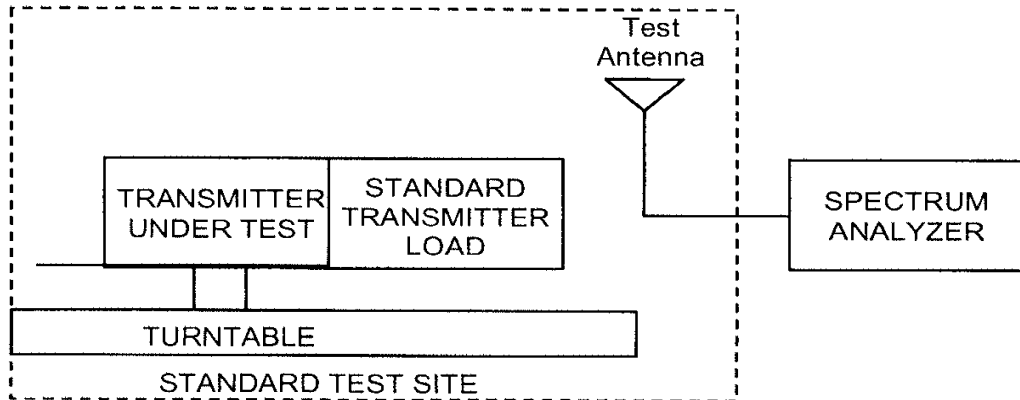 Test
Antenna
TRANSMITTER
UNDER TEST
STANDARD
TRANSMITTER
LOAD
SPECTRUM
ANALYZER
TURNTABLE
STANDARD TEST SITE